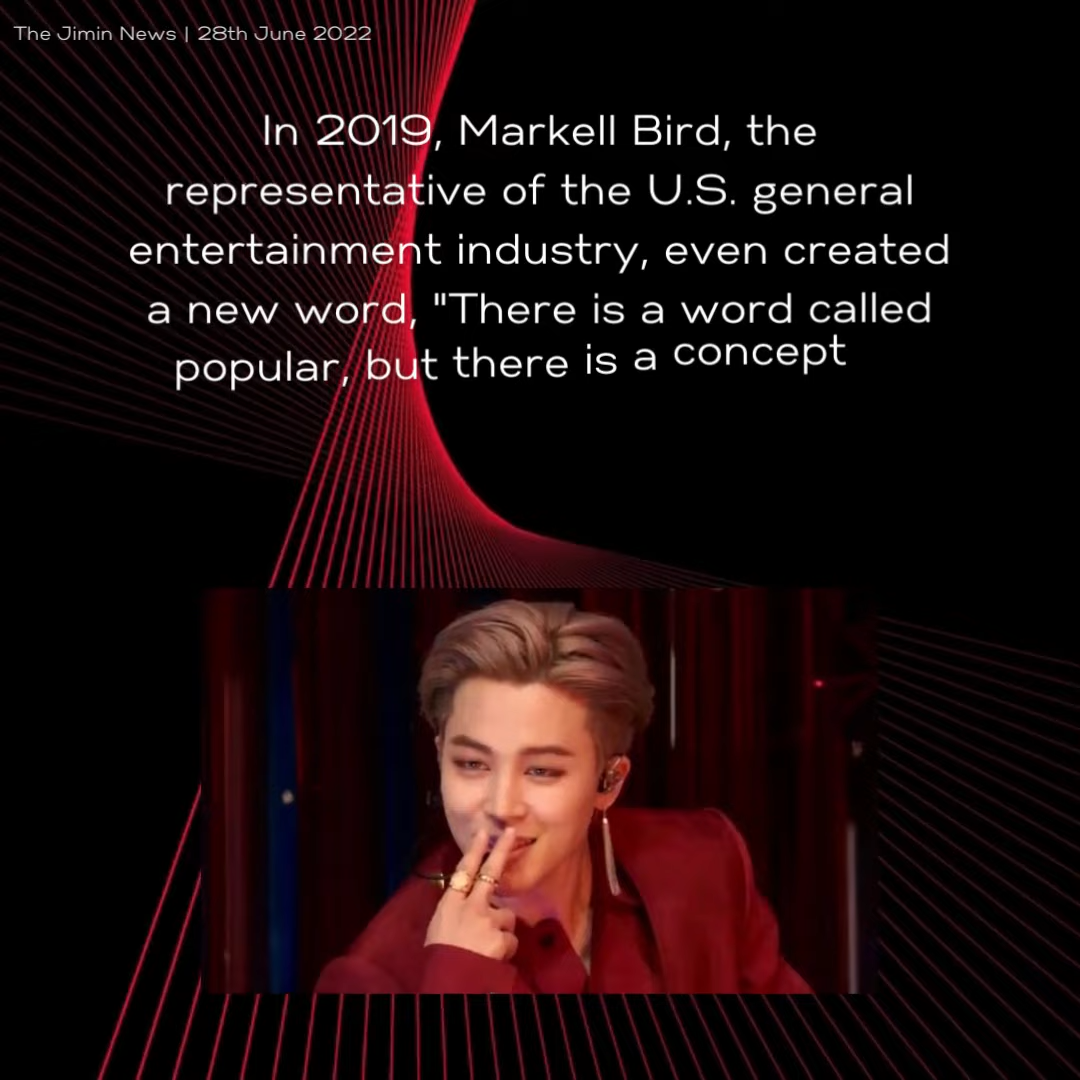 The Jimin News | 28th June 2022
In 2019, Markell Bird, the
representative of the U.S. general
entertainment industry, even created
a new word, "There is a word called
popular, but there is a concept